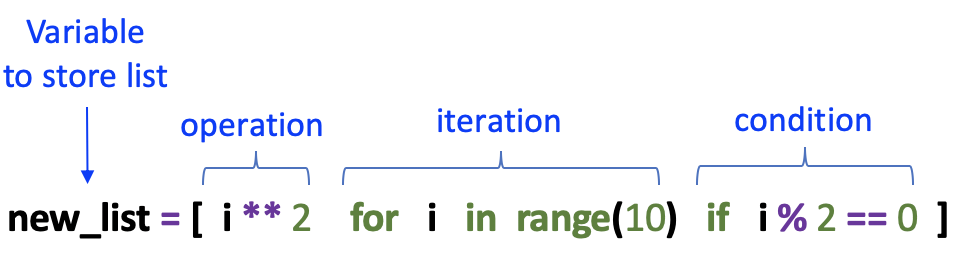 Variable
to store list
operation
iteration
condition
new_list = [ i ** 2 for i in range(10) if i % 2 == 0 ]